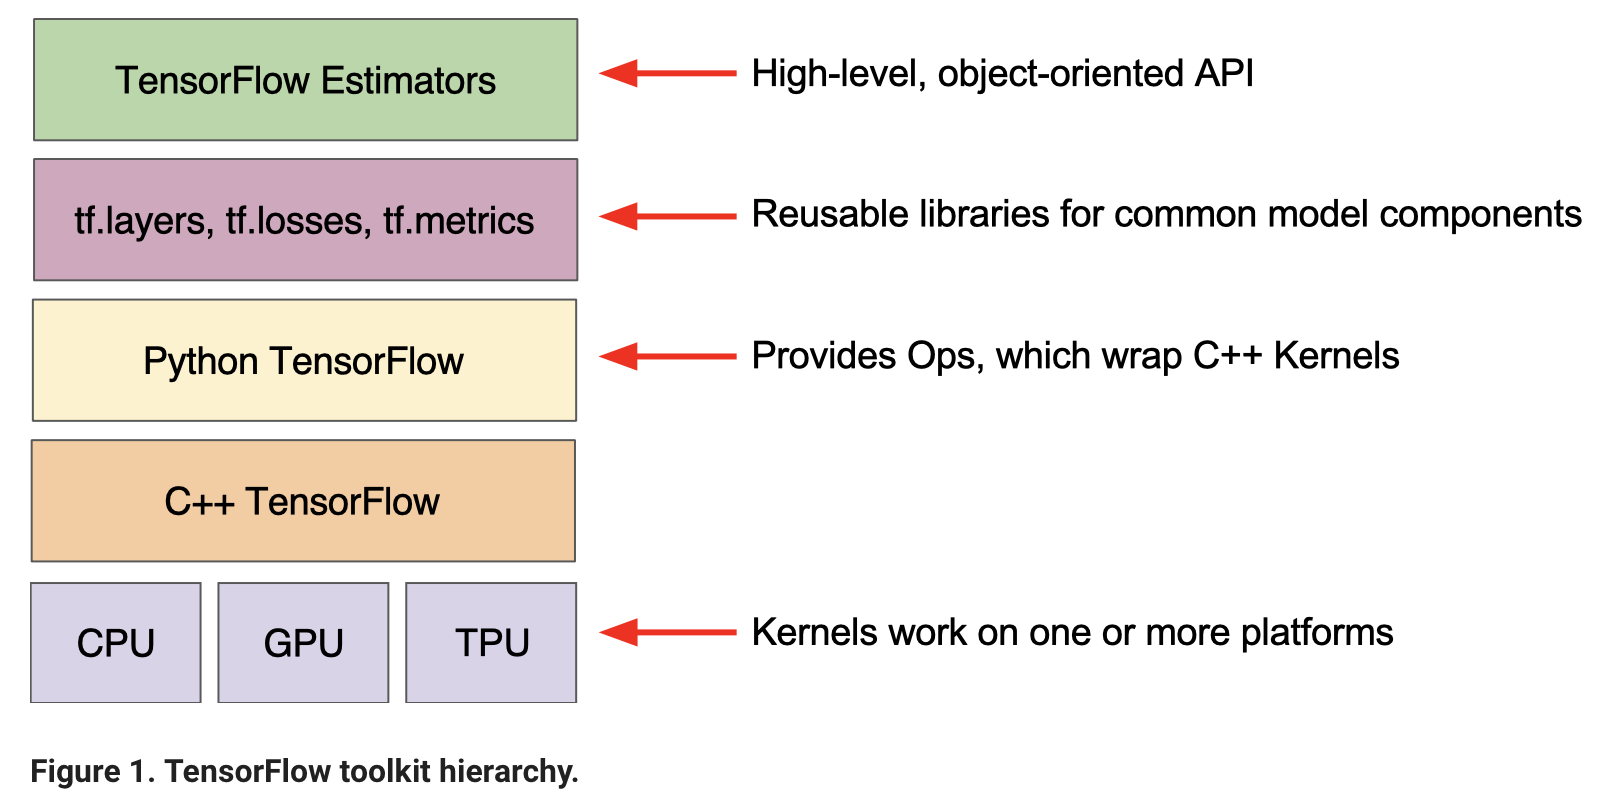 TensorFlow Estimators
High-level, object-oriented API
tf.layers, tf.losses, tf.metrics
Reusable libraries for common model components
Python TensorFlow
Provides Ops, which wrap C++ Kernels
C++ TensorFlow
CPU
GPU
TPU
Kernels work on one or more platforms
Figure 1. TensorFlow toolkit hierarchy.